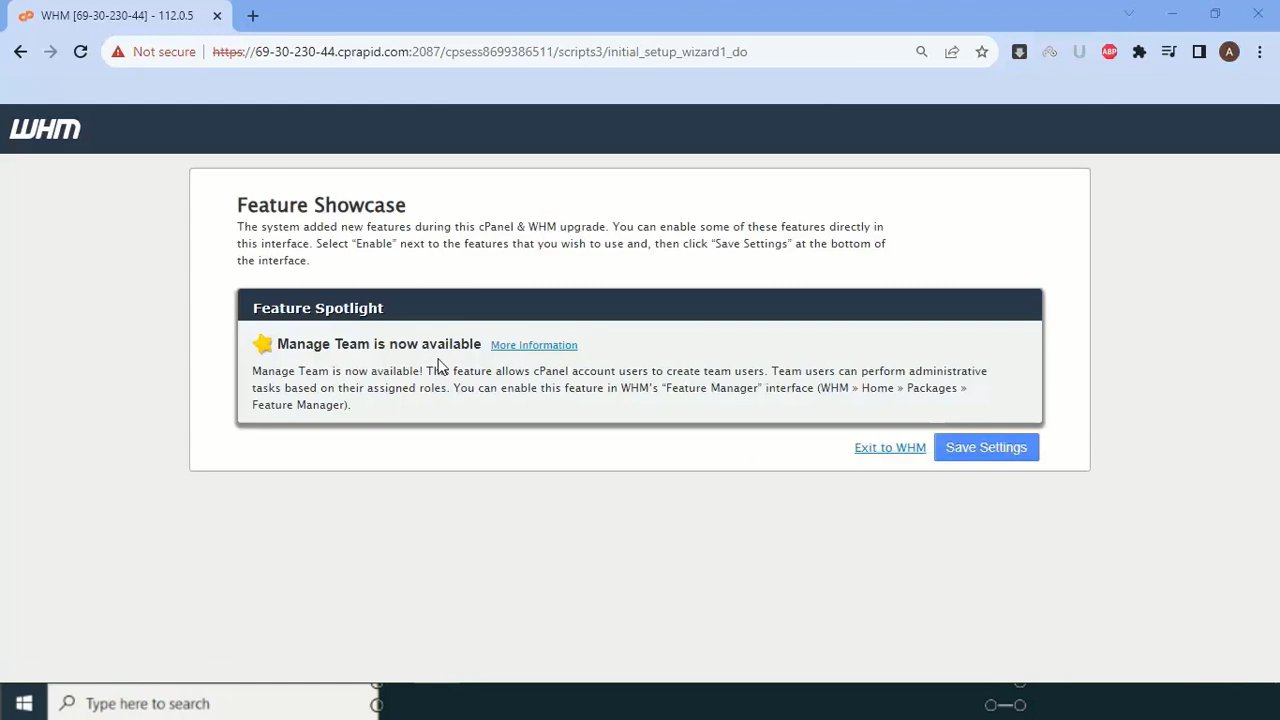 WHM [69-30-230-44] - 112.0.5
Not secure
https://69-30-230-44.cprapid.com:2087/cpsess8699386511/scripts3/initial_setup_wizard1_do
ABP
A
WHM
Feature Showcase
The system added new features during this cPanel & WHM upgrade. You can enable some of these features directly in
this interface. Select “Enable” next to the features that you wish to use and, then click “Save Settings” at the bottom of
the interface.
Feature Spotlight
Manage Team is now available More Information
Manage Team is now available! This feature allows cPanel account users to create team users. Team users can perform administrative
tasks based on their assigned roles. You can enable this feature in WHM's “Feature Manager” interface (WHM » Home » Packages »
Feature Manager).
Exit to WHM Save Settings
Type here to search